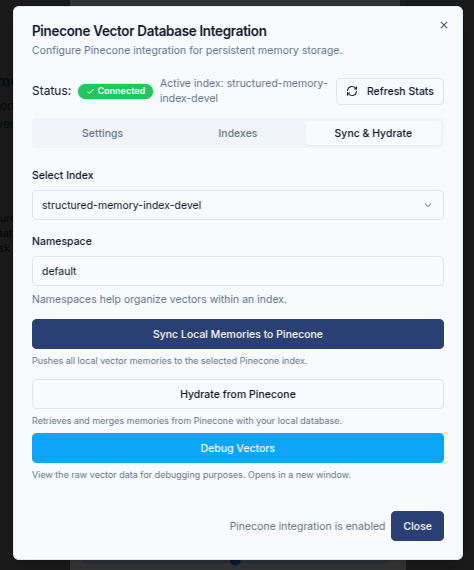 Pinecone Vector Database Integration
Configure Pinecone integration for persistent memory storage.
Status:
Connected
Active index: structured-memory-
index-devel
Refresh Stats
Settings
Indexes
Sync & Hydrate
Select Index
structured-memory-index-devel
Namespace
default
Namespaces help organize vectors within an index.
Sync Local Memories to Pinecone
Pushes all local vector memories to the selected Pinecone index.
Hydrate from Pinecone
Retrieves and merges memories from Pinecone with your local database.
Debug Vectors
View the raw vector data for debugging purposes. Opens in a new window.
Pinecone integration is enabled
Close